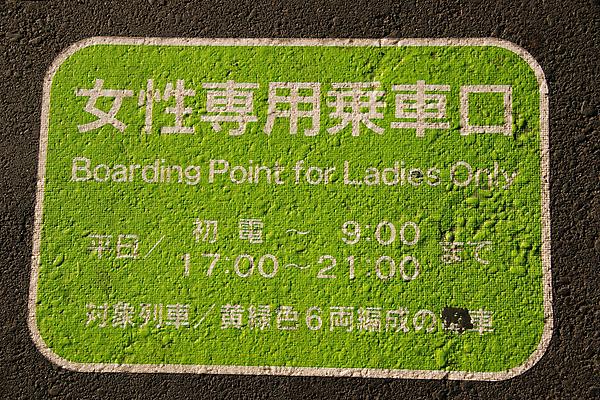 女性専用乗車口
Boarding Point for Ladies Only
平日/ 初電~9:00 まで
17:00~21:00
対象列車/黄緑色6両編成の 車